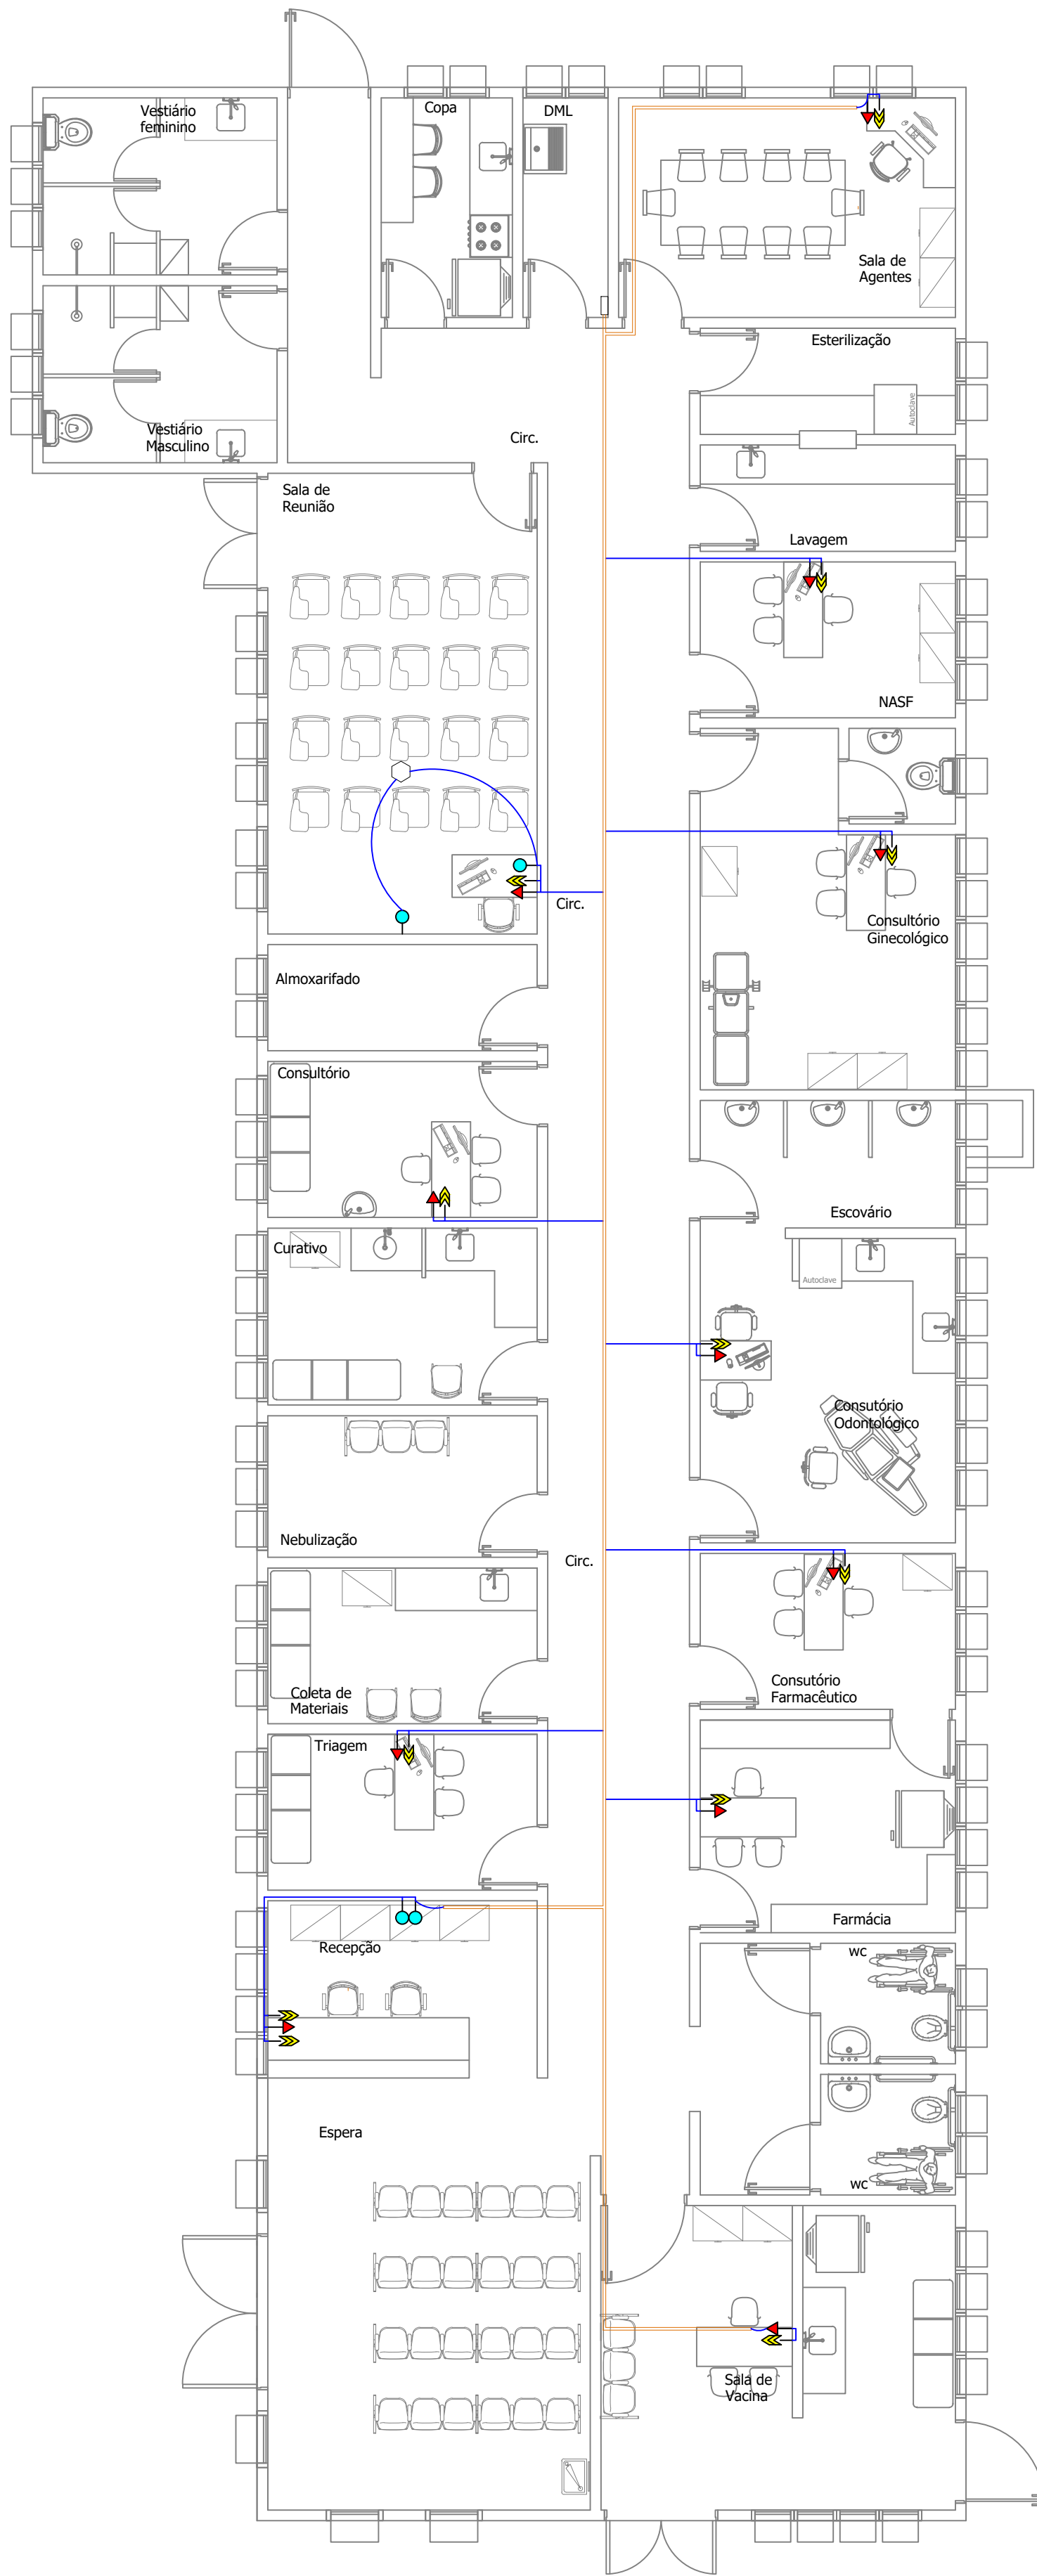 Vestiário
feminino
Copa
DML
Sala de
Agentes
Esterilização
Autoclave
Vestiário
Masculino
Circ.
Sala de
Reunião
Lavagem
NASF
Circ.
Consultório
Ginecológico
Almoxarifado
Consultório
Escovário
Curativo
Autoclave
Consutório
Odontológico
Nebulização
Circ.
Consutório
Farmacêutico
Coleta de
Materiais
Triagem
Farmácia
Recepção
wc
Espera
wc
Sala de
Vacina